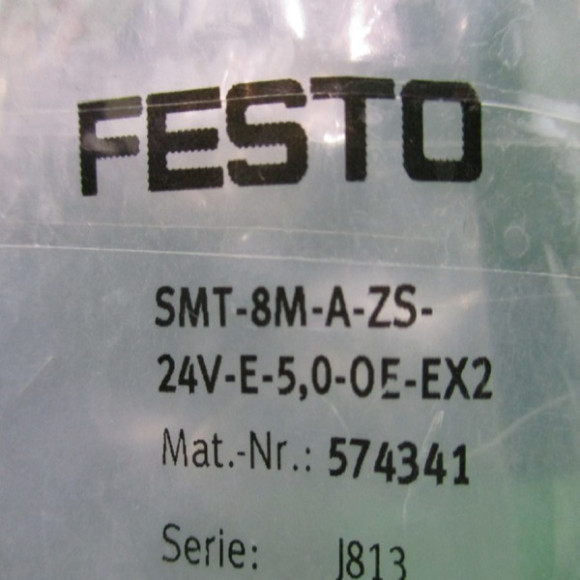 FESTO
SMT-8M-A-ZS-
24V-E-5,0-OE-EX2
Mat.-Nr.: 574341
Serie: J813